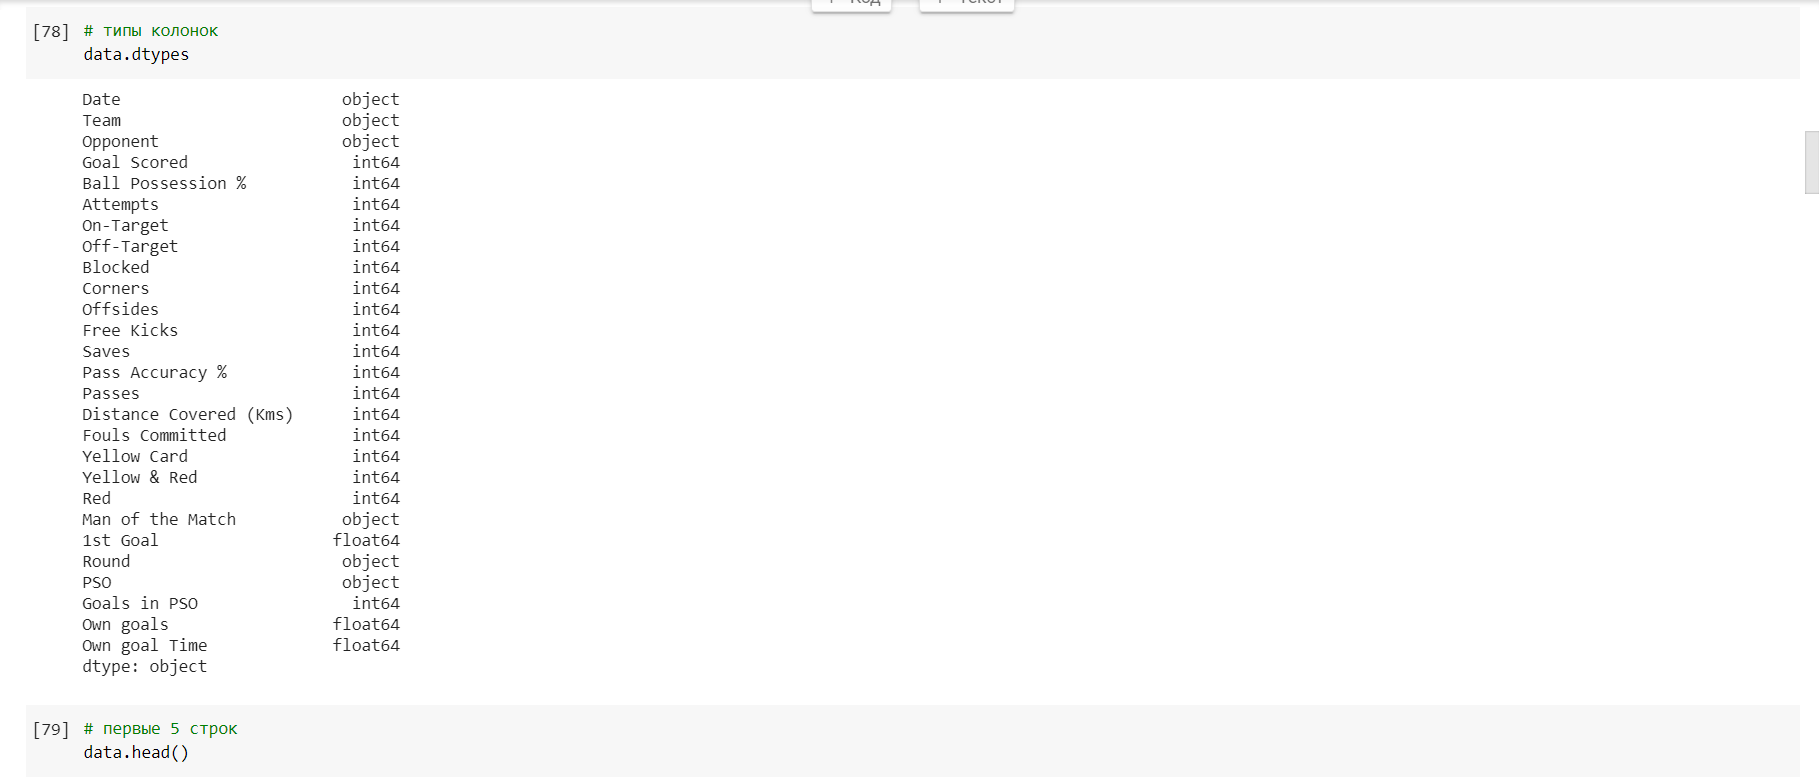 + Код + Текст
[78] # типы колонок
data.dtypes
Date object
Team object
Opponent object
Goal Scored int64
Ball Possession % int64
Attempts int64
On-Target int64
Off-Target int64
Blocked int64
Corners int64
Offsides int64
Free Kicks int64
Saves int64
Pass Accuracy % int64
Passes int64
Distance Covered (Kms) int64
Fouls Committed int64
Yellow Card int64
Yellow & Red int64
Red int64
Man of the Match object
1st Goal float64
Round object
PSO object
Goals in PSO int64
Own goals float64
Own goal Time float64
dtype: object
[79] # первые 5 строк
data.head()